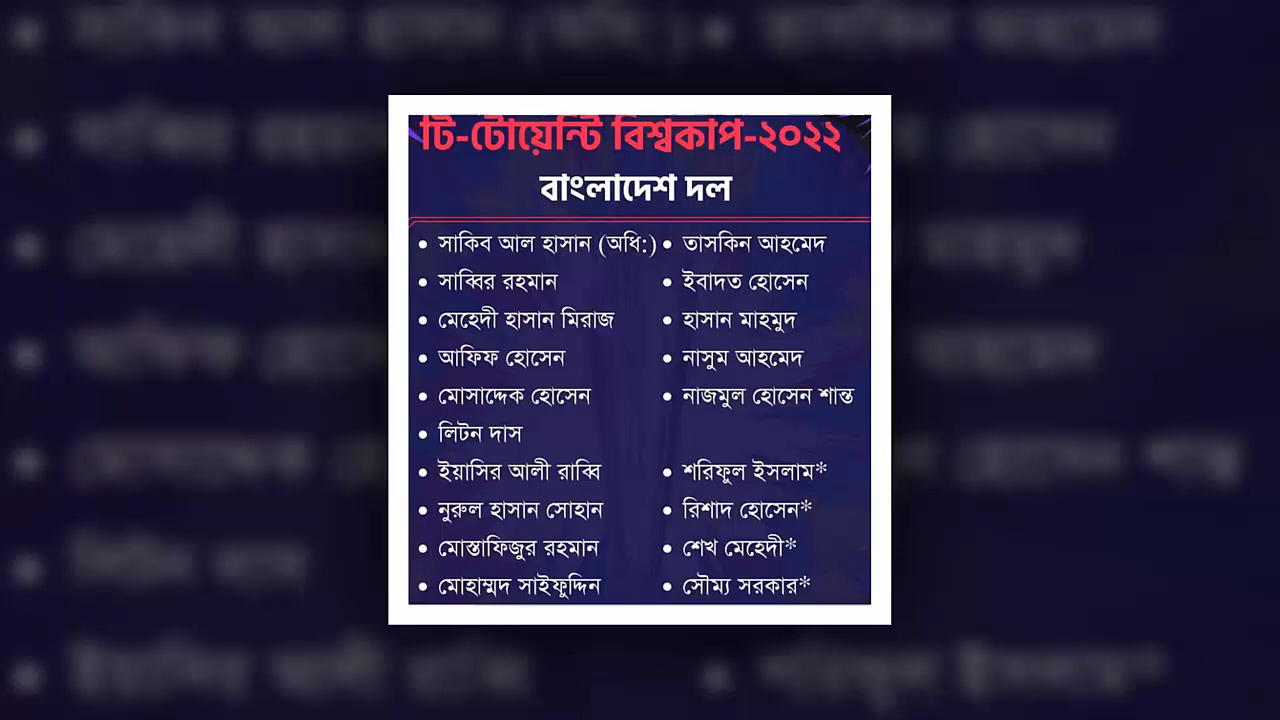 টি-টোয়েন্টি বিশ্বকাপ-২০২২
বাংলাদেশ দল
• সাকিব আল হাসান (অধি:)
• সাব্বির রহমান
• মেহেদী হাসান মিরাজ
• আফিফ হোসেন
• মোসাদ্দেক হোসেন
• লিটন দাস
• ইয়াসির আলী রাব্বি
• নুরুল হাসান সোহান
• মোস্তাফিজুর রহমান
• মোহাম্মদ সাইফুদ্দিন
• তাসকিন আহমেদ
• ইবাদত হোসেন
• হাসান মাহমুদ
• নাসুম আহমেদ
• নাজমুল হোসেন শান্ত
• শরিফুল ইসলাম*
• রিশাদ হোসেন*
• শেখ মেহেদী*
• সৌম্য সরকার*